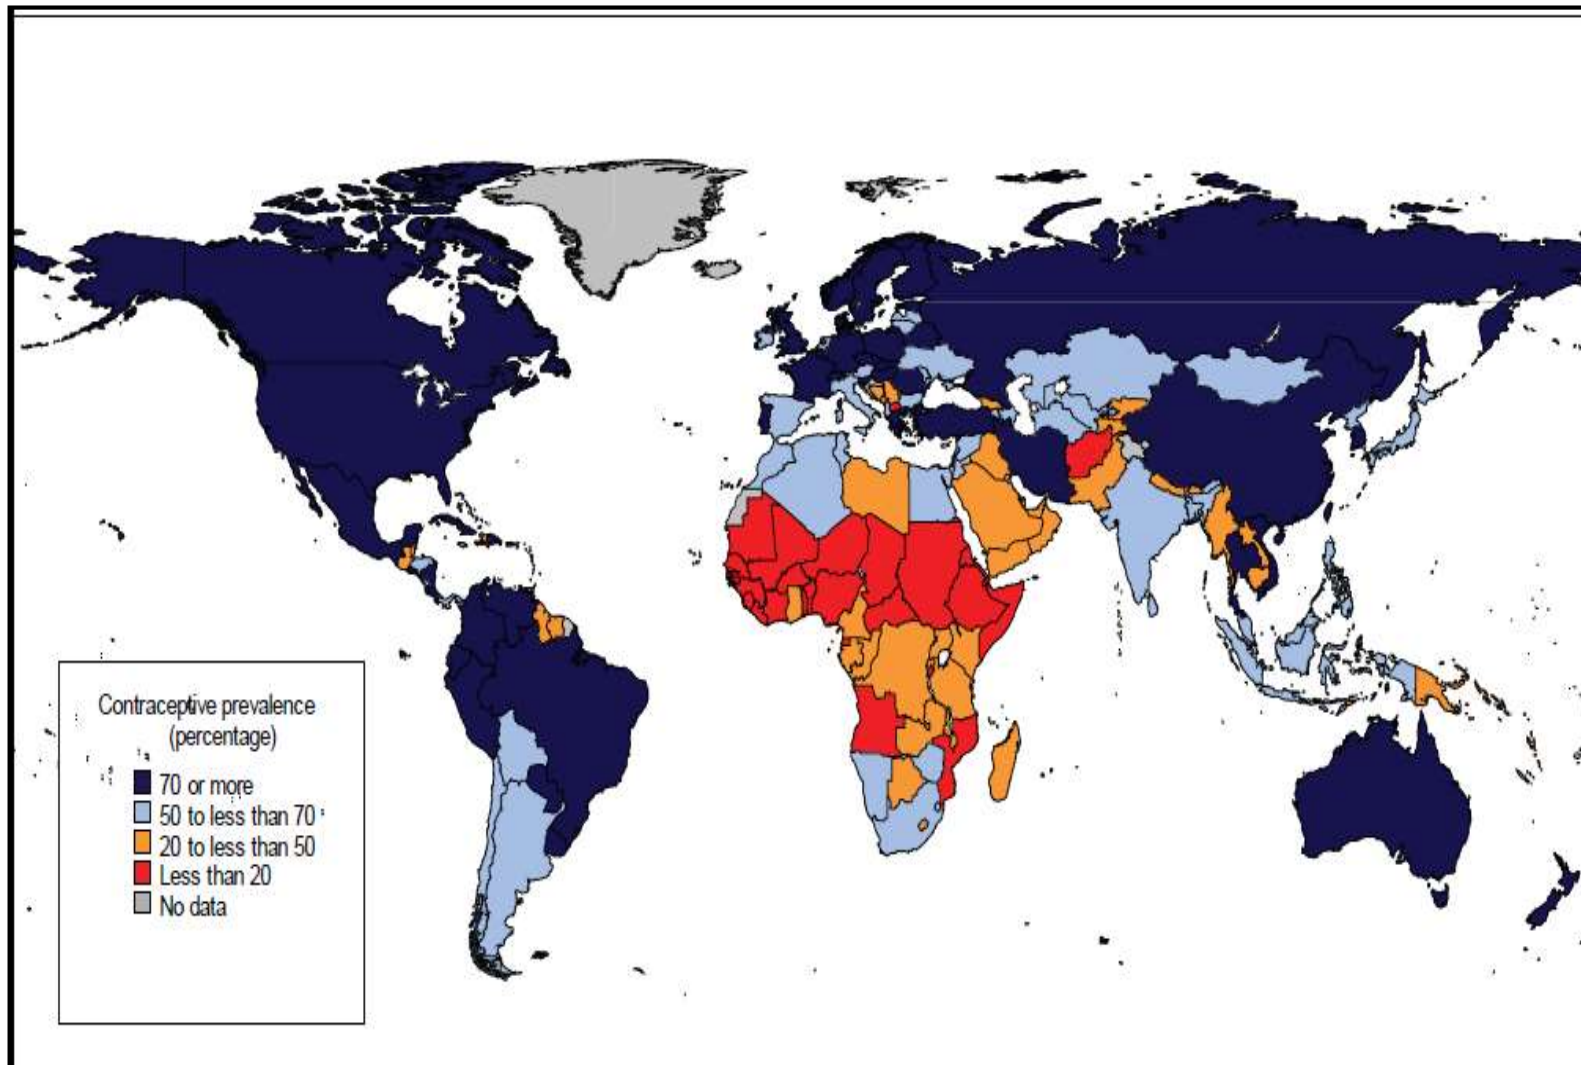 Contraceptive prevalence
(percentage)
70 or more
50 to less than 70
20 to less than 50
Less than 20
No data